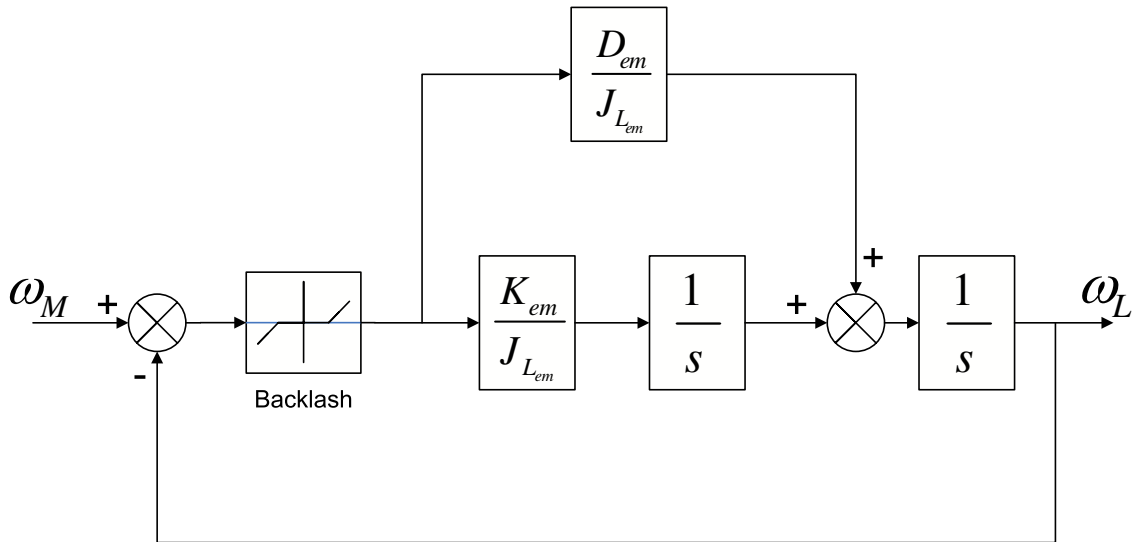 D_em
J_L_em
+
ω_M
+
K_em
J_L_em
1
s
+
1
s
ω_L
-
Backlash